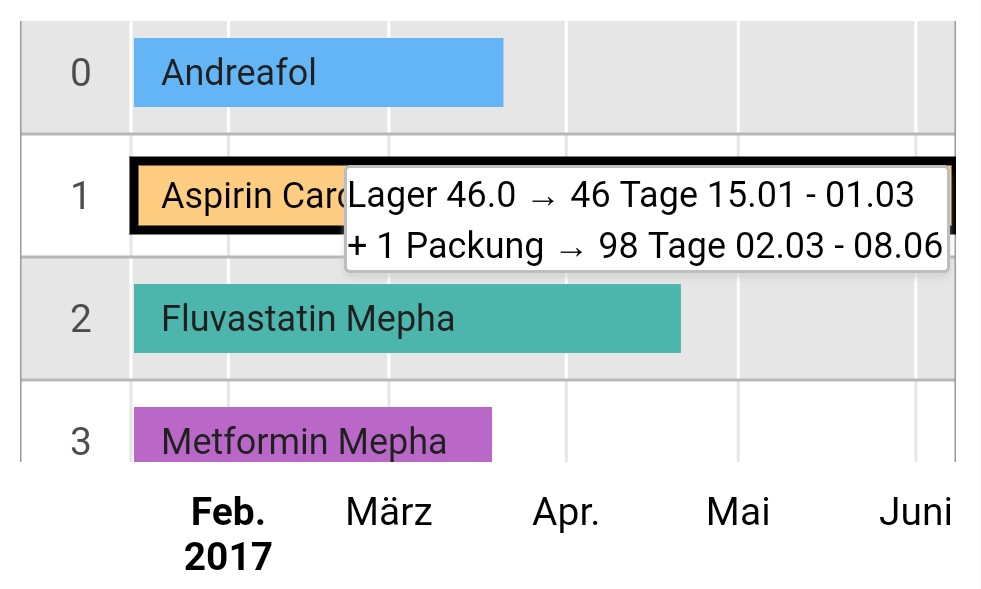 0 Andreafol
1 Aspirin Card
Lager 46.0 → 46 Tage 15.01 - 01.03
+ 1 Packung → 98 Tage 02.03 - 08.06
2 Fluvastatin Mepha
3 Metformin Mepha
Feb. März Apr. Mai Juni
2017